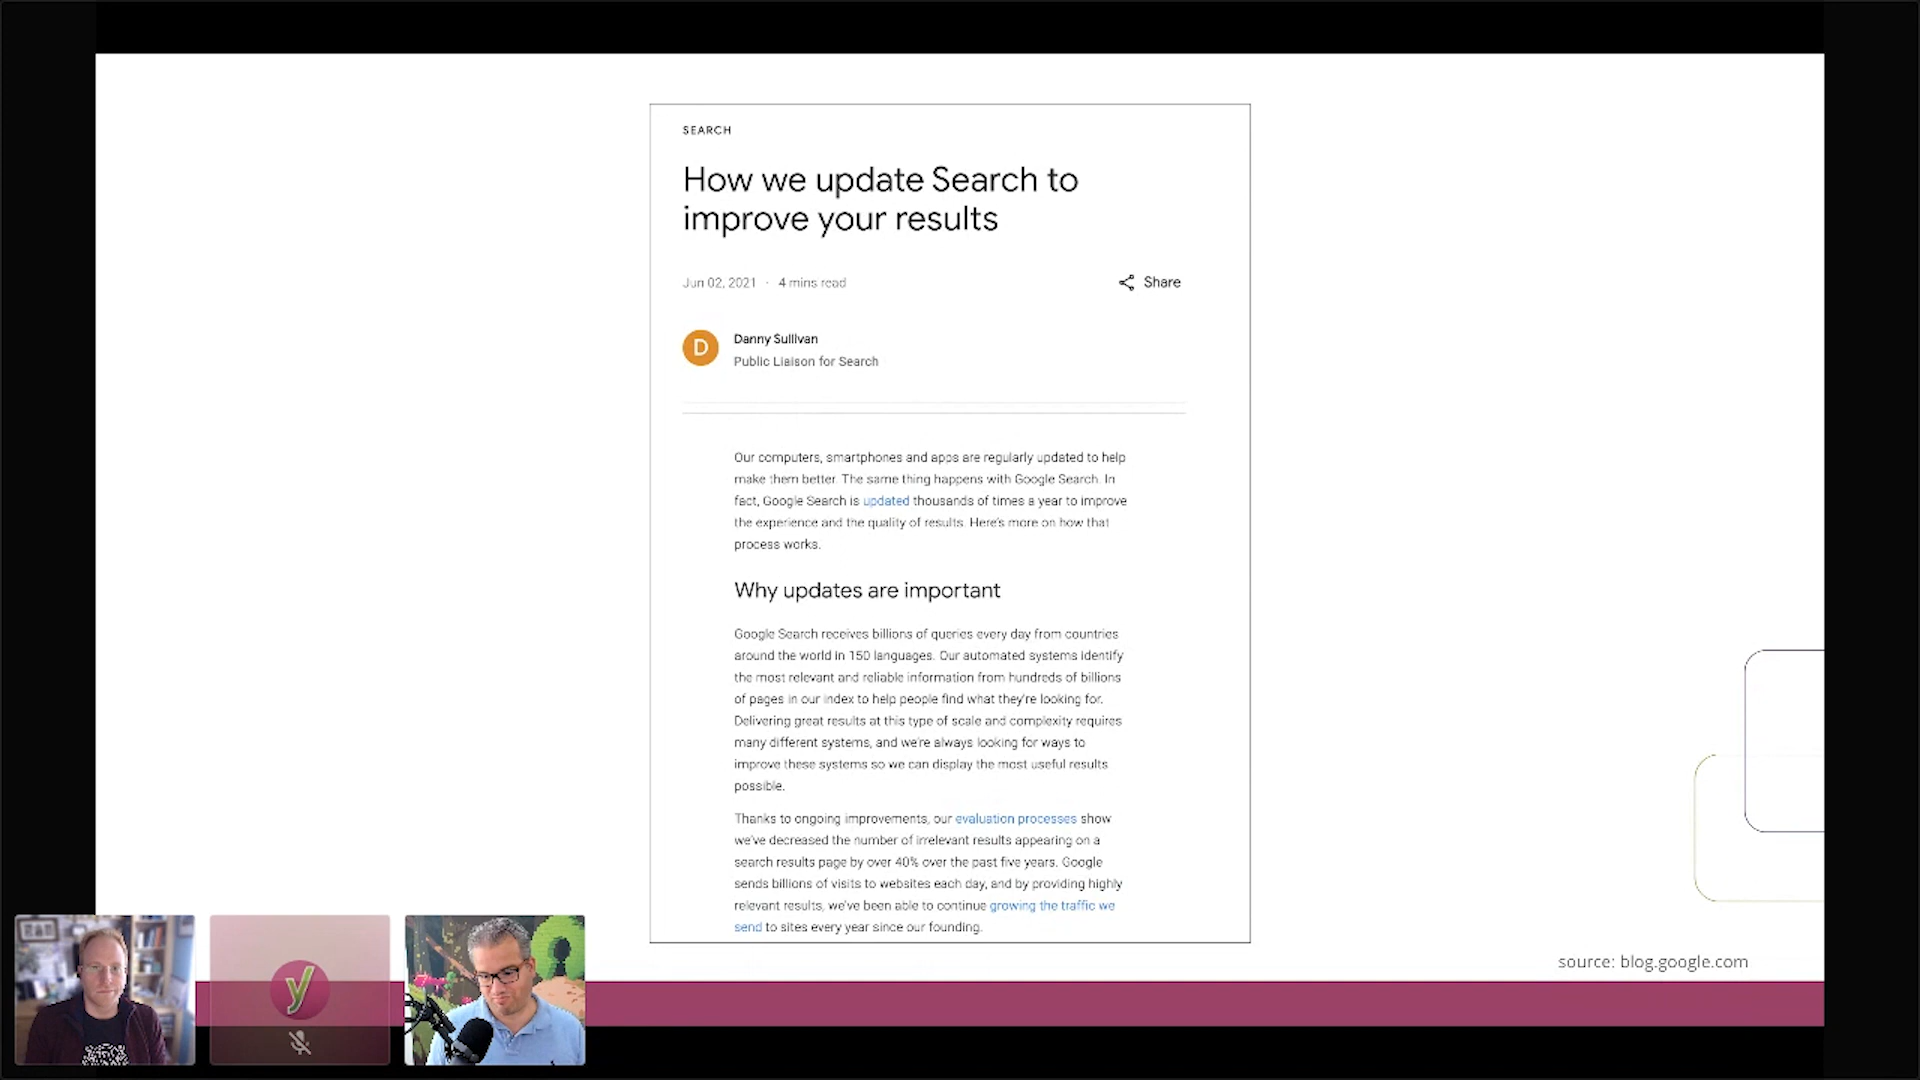 SEARCH
How we update Search to
improve your results
Jun 02, 2021 · 4 mins read
Share
D
Danny Sullivan
Public Liaison for Search
Our computers, smartphones and apps are regularly updated to help
make them better. The same thing happens with Google Search. In
fact, Google Search is updated thousands of times a year to improve
the experience and the quality of results. Here's more on how that
process works.
Why updates are important
Google Search receives billions of queries every day from countries
around the world in 150 languages. Our automated systems identify
the most relevant and reliable information from hundreds of billions
of pages in our index to help people find what they're looking for.
Delivering great results at this type of scale and complexity requires
many different systems, and we're always looking for ways to
improve these systems so we can display the most useful results
possible.
Thanks to ongoing improvements, our evaluation processes show
we've decreased the number of irrelevant results appearing on a
search results page by over 40% over the past five years. Google
sends billions of visits to websites each day, and by providing highly
relevant results, we've been able to continue growing the traffic we
send to sites every year since our founding.
source: blog.google.com
y